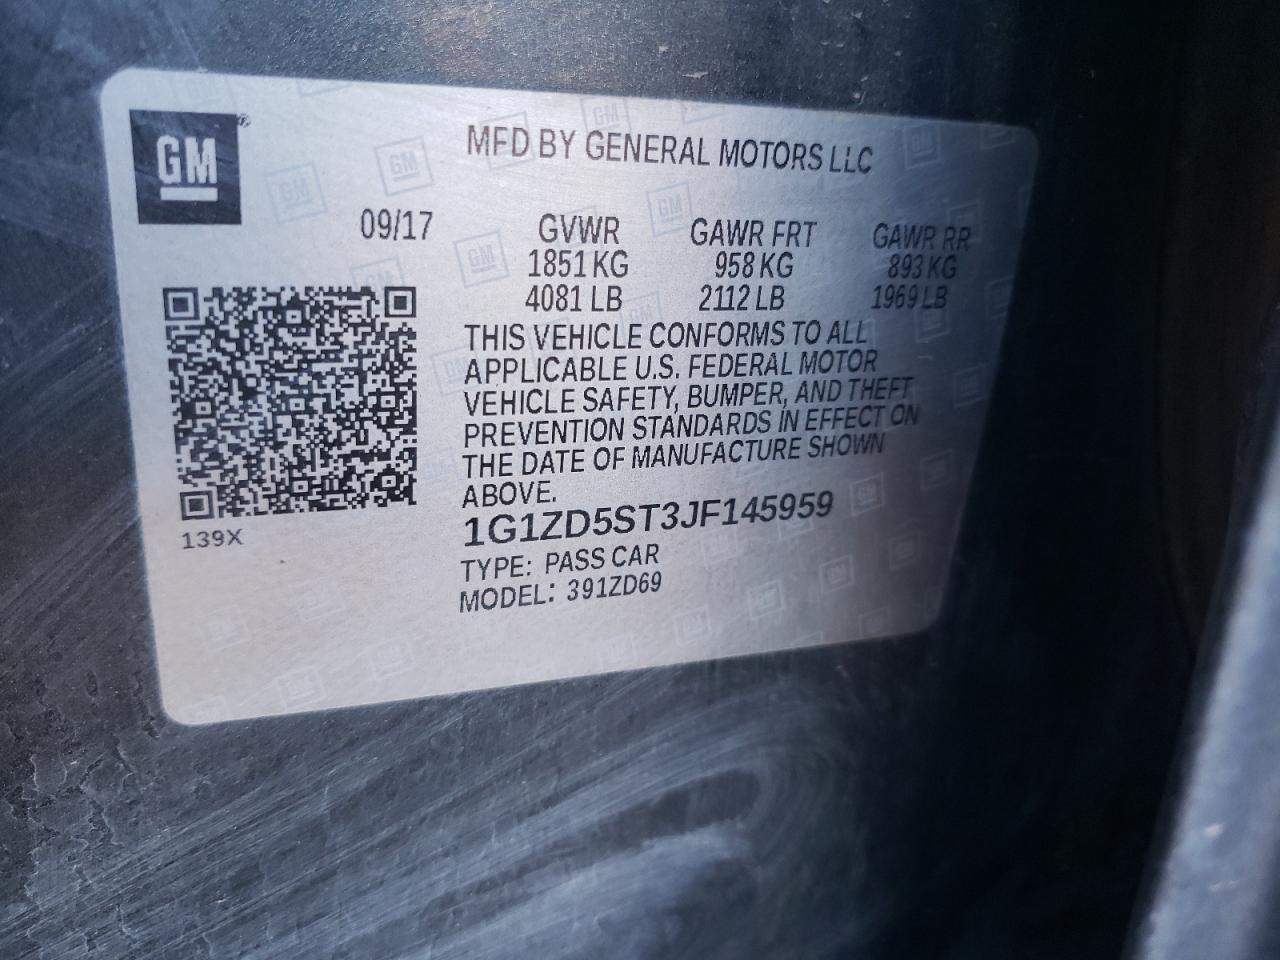 GM®
MFD BY GENERAL MOTORS LLC
09/17 GVWR GAWR FRT GAWR RR
1851 KG 958 KG 893 KG
4081 LB 2112 LB 1969 LB
THIS VEHICLE CONFORMS TO ALL
APPLICABLE U.S. FEDERAL MOTOR
VEHICLE SAFETY, BUMPER, AND THEFT
PREVENTION STANDARDS IN EFFECT ON
THE DATE OF MANUFACTURE SHOWN
ABOVE.
1G1ZD5ST3JF145959
139X
TYPE: PASS CAR
MODEL: 391ZD69